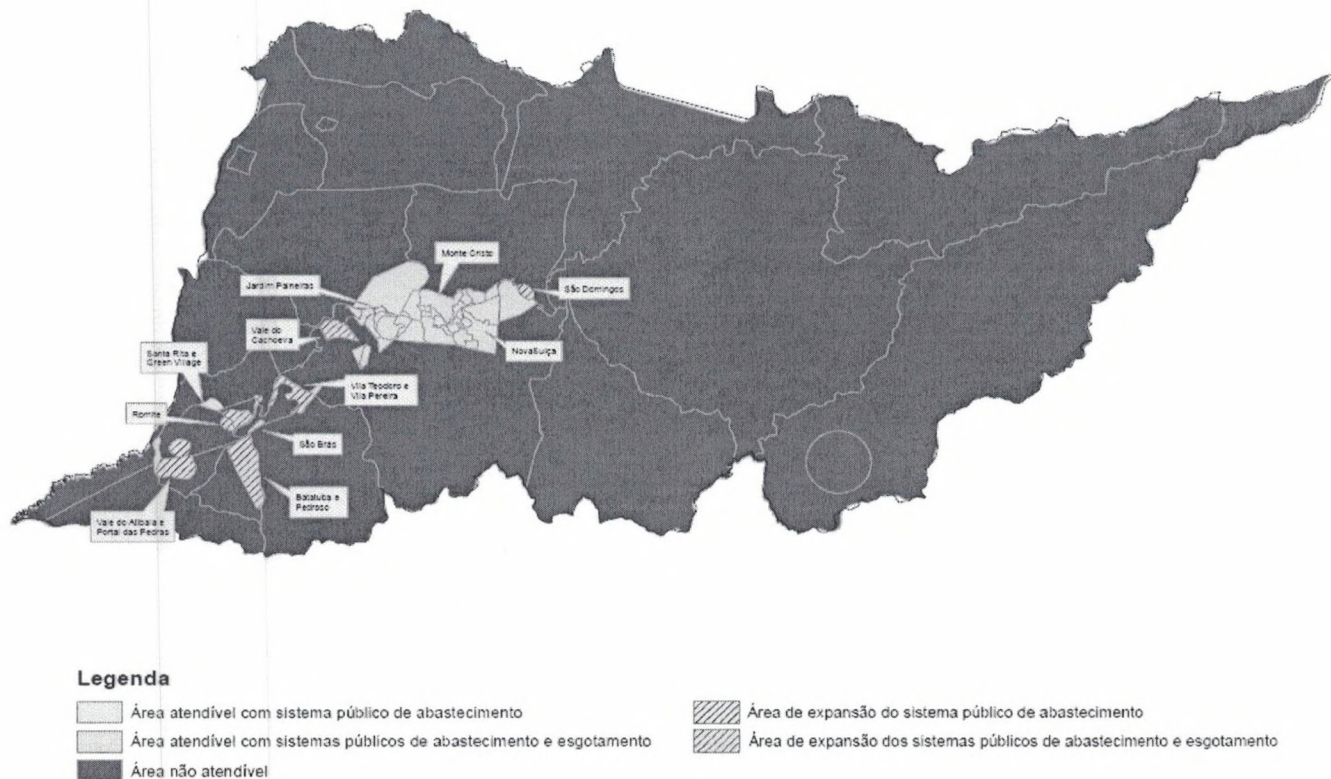 Monte Cristo
Jardim Paineiras
São Domingos
Vale do
Cachoeira
Santa Rita e
Green Village
NovaSuíça
Vila Teodoro e
Vila Pereira
Romite
São Brás
Batatuba e
Pedroso
Vale do Atibaia e
Portal das Pedras
Legenda
Área atendível com sistema público de abastecimento
Área atendível com sistemas públicos de abastecimento e esgotamento
Área não atendível
Área de expansão do sistema público de abastecimento
Área de expansão dos sistemas públicos de abastecimento e esgotamento